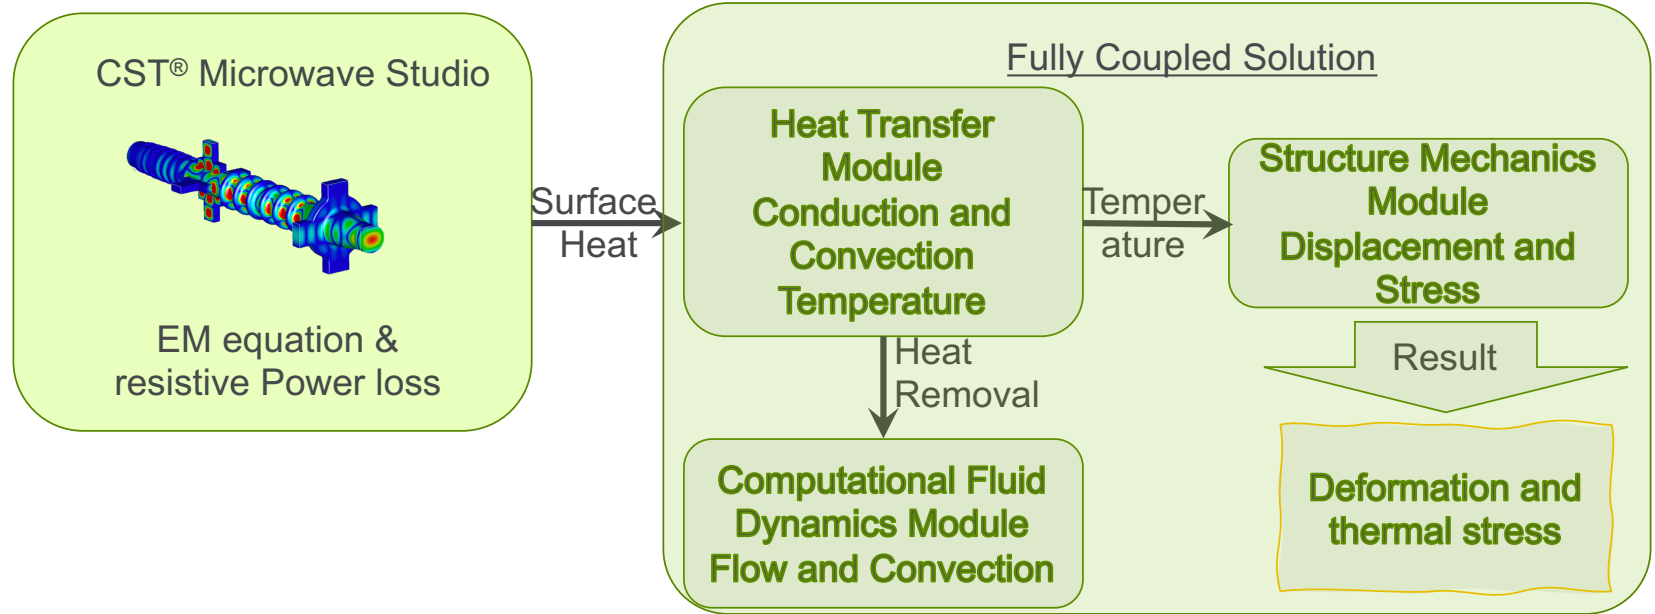 CST® Microwave Studio
EM equation &
resistive Power loss
Surface
Heat
Fully Coupled Solution
Heat Transfer
Module
Conduction and
Convection
Temperature
Temper
ature
Structure Mechanics
Module
Displacement and
Stress
Heat
Removal
Result
Computational Fluid
Dynamics Module
Flow and Convection
Deformation and
thermal stress